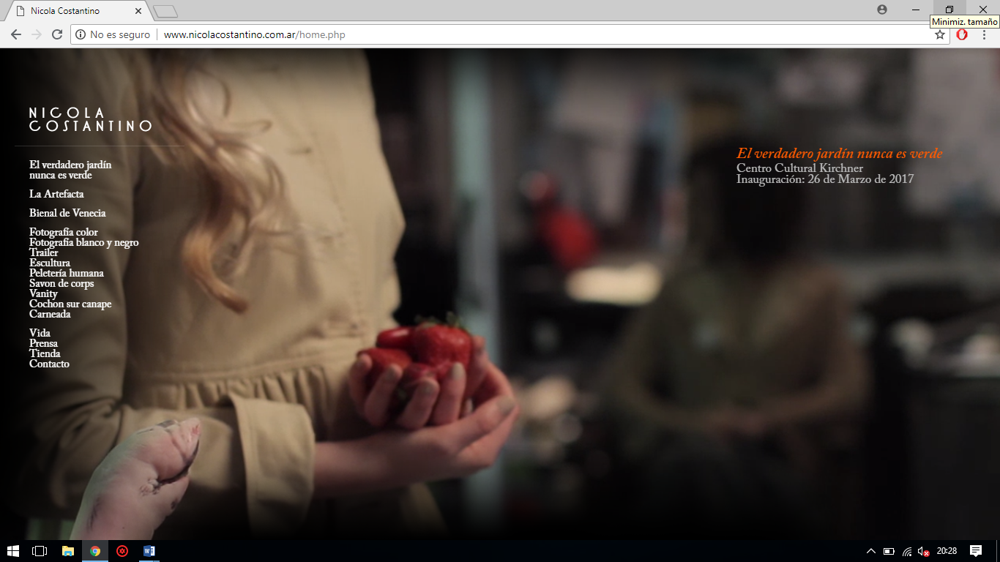 Nicola Costantino
Minimiz. tamaño
No es seguro
www.nicolacostantino.com.ar/home.php
NICOLA
COSTANTINO
El verdadero jardín
nunca es verde
La Artefacta
Bienal de Venecia
Fotografía color
Fotografía blanco y negro
Trailer
Escultura
Peletería humana
Savon de corps
Vanity
Cochon sur canape
Carneada
Vida
Prensa
Tienda
Contacto
El verdadero jardín nunca es verde
Centro Cultural Kirchner
Inauguración: 26 de Marzo de 2017
20:28